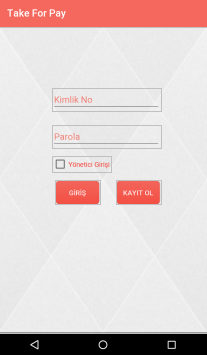 Take For Pay
Kimlik No
Parola
Yönetici Girişi
GİRİŞ
KAYIT OL